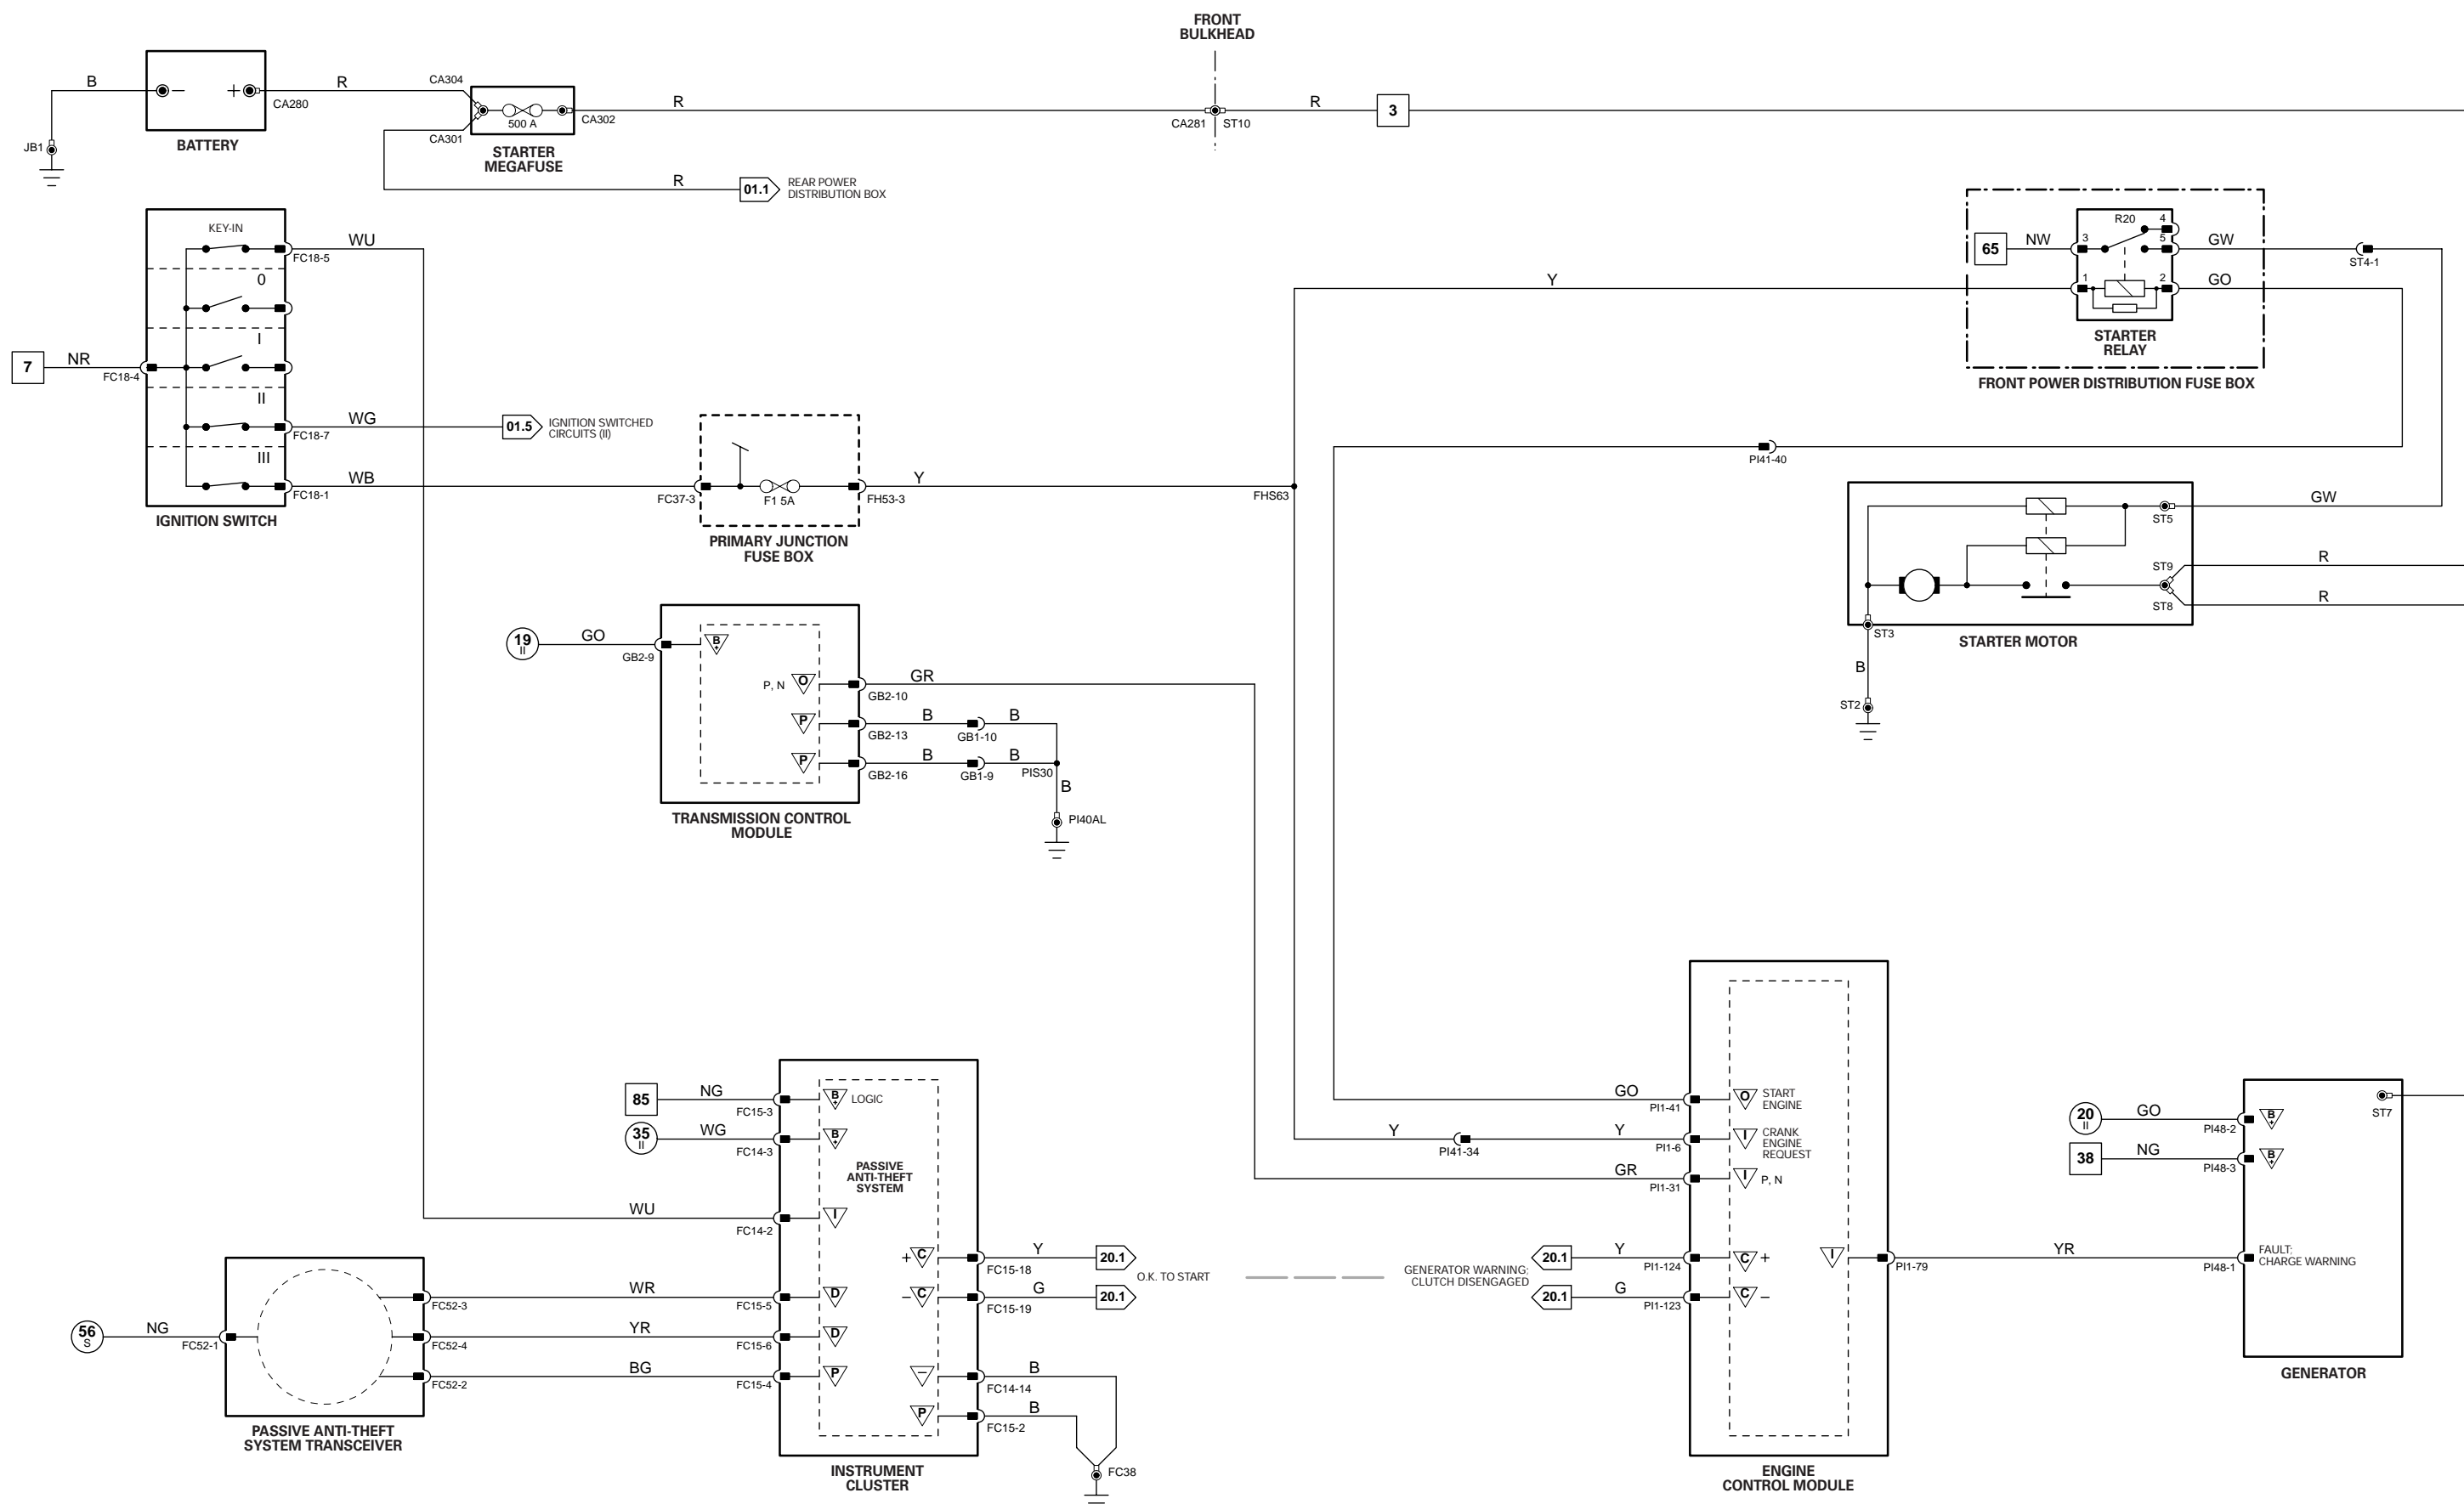 FRONT
BULKHEAD
B
− +
R
CA280
CA304
500 A
CA301
CA302
R
CA281
ST10
R
3
JB1
BATTERY
STARTER
MEGAFUSE
R
01.1
REAR POWER
DISTRIBUTION BOX
KEY-IN
WU
FC18-5
0
I
7
NR
FC18-4
II
WG
FC18-7
01.5
IGNITION SWITCHED
CIRCUITS (II)
III
WB
FC18-1
IGNITION SWITCH
FC37-3
F1 5A
Y
FH53-3
FHS63
PRIMARY JUNCTION
FUSE BOX
Y
R20
4
65
NW
3
5
GW
ST4-1
1
2
GO
STARTER
RELAY
FRONT POWER DISTRIBUTION FUSE BOX
PI41-40
GW
ST5
R
ST9
R
ST8
ST3
STARTER MOTOR
B
ST2
19
II
GO
GB2-9
B
+
P, N
O
GR
GB2-10
P
B
B
GB2-13
GB1-10
P
B
B
GB2-16
GB1-9
PIS30
B
PI40AL
TRANSMISSION CONTROL
MODULE
85
NG
FC15-3
B
+
LOGIC
35
II
WG
FC14-3
B
+
PASSIVE
ANTI-THEFT
SYSTEM
WU
FC14-2
I
+
C
Y
FC15-18
20.1
O.K. TO START
−
C
G
FC15-19
20.1
56
S
NG
FC52-1
FC52-3
WR
FC15-5
D
FC52-4
YR
FC15-6
D
FC52-2
BG
FC15-4
P
−
B
FC14-14
P
B
FC15-2
FC38
PASSIVE ANTI-THEFT
SYSTEM TRANSCEIVER
INSTRUMENT
CLUSTER
GO
PI1-41
O
START
ENGINE
Y
PI41-34
Y
PI1-6
I
CRANK
ENGINE
REQUEST
GR
PI1-31
I
P, N
GENERATOR WARNING;
CLUTCH DISENGAGED
20.1
Y
PI1-124
C
+
20.1
G
PI1-123
C
−
I
PI1-79
YR
PI48-1
FAULT;
CHARGE WARNING
ENGINE
CONTROL MODULE
20
II
GO
PI48-2
B
+
38
NG
PI48-3
B
+
ST7
GENERATOR